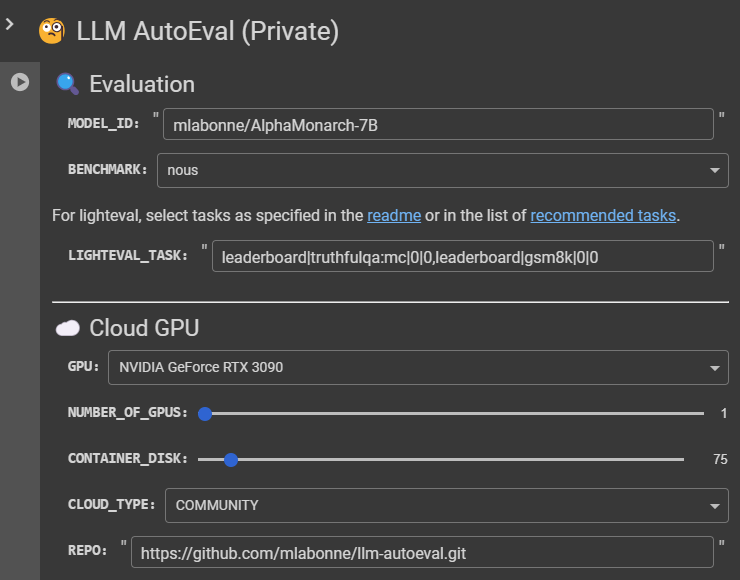 LLM AutoEval (Private)
Evaluation
MODEL_ID: "mlabonne/AlphaMonarch-7B"
BENCHMARK: nous
For lighteval, select tasks as specified in the readme or in the list of recommended tasks.
LIGHTEVAL_TASK: "leaderboard|truthfulqa:mc|0|0,leaderboard|gsm8k|0|0"
Cloud GPU
GPU: NVIDIA GeForce RTX 3090
NUMBER_OF_GPUS: 1
CONTAINER_DISK: 75
CLOUD_TYPE: COMMUNITY
REPO: "https://github.com/mlabonne/llm-autoeval.git"